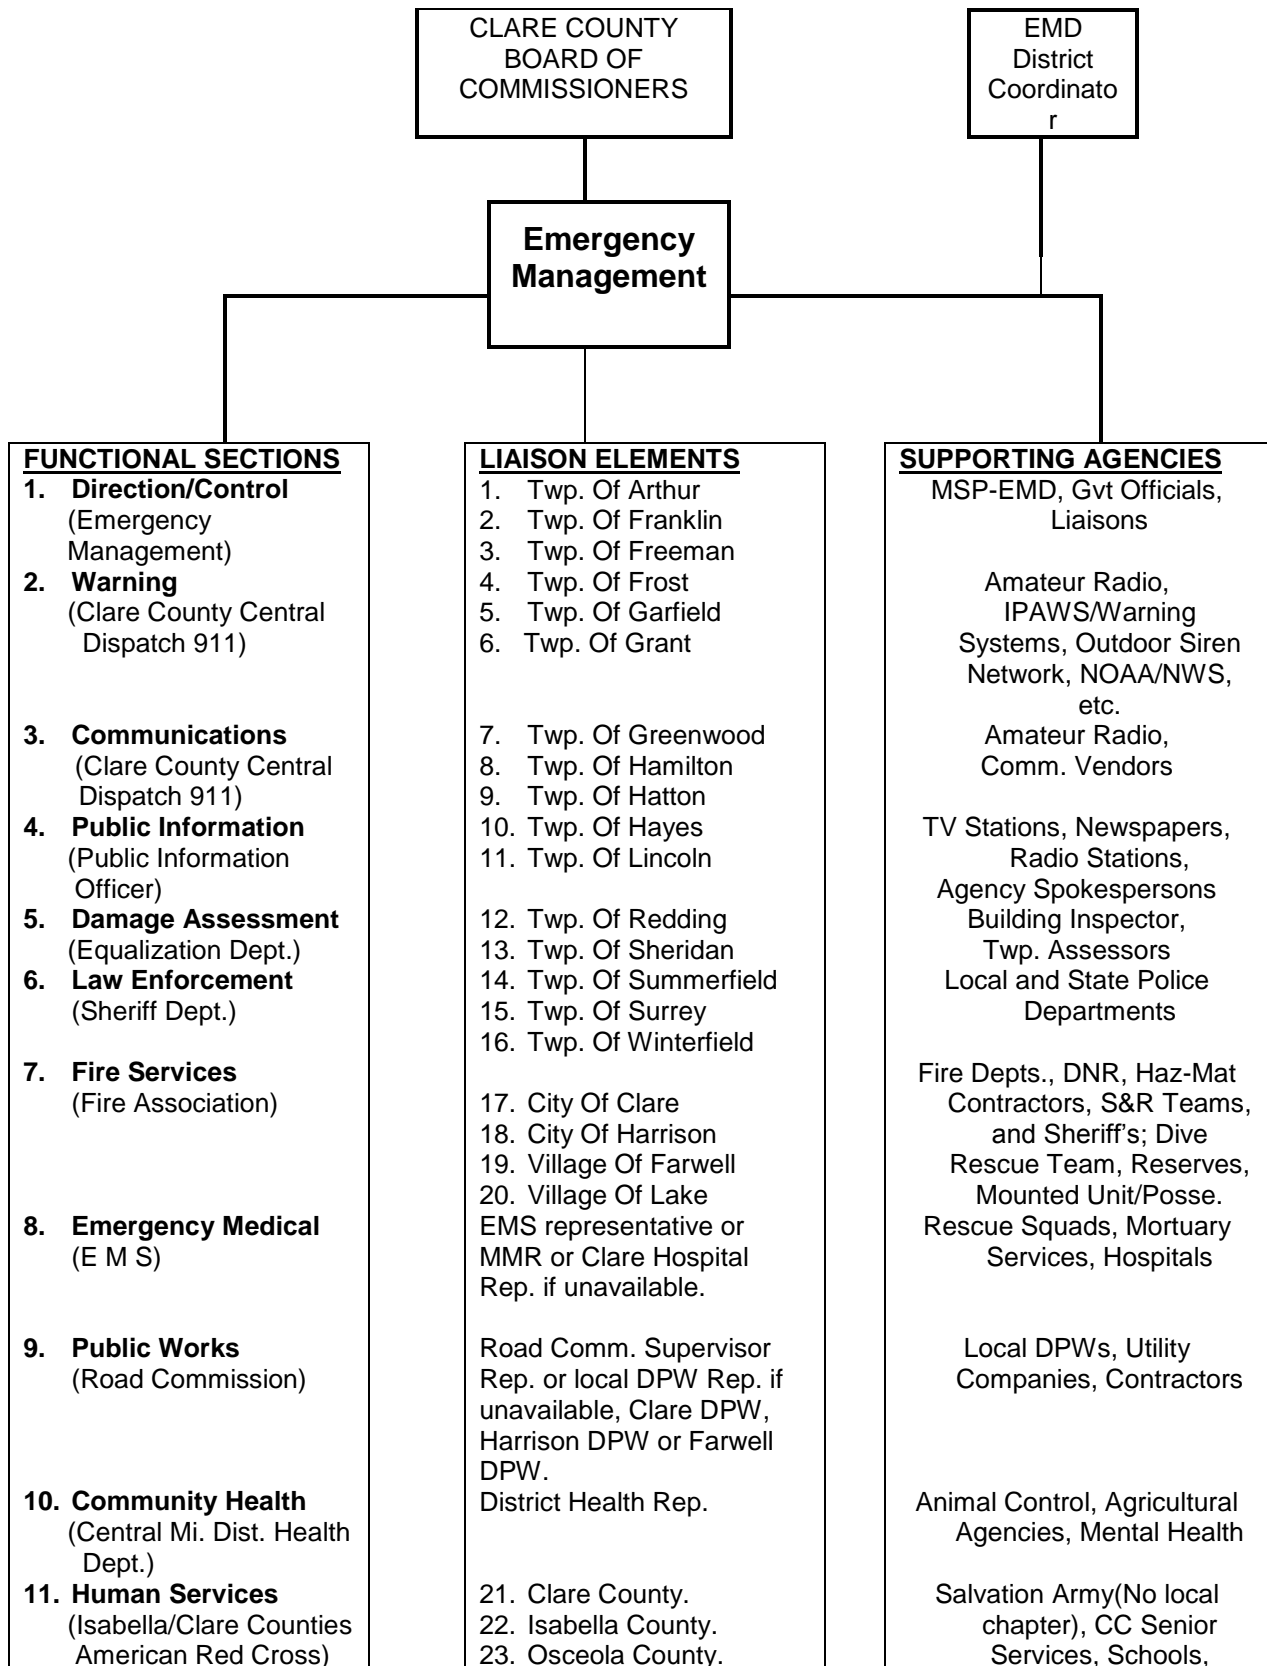 CLARE COUNTY
BOARD OF
COMMISSIONERS
EMD
District
Coordinato
r
Emergency
Management
FUNCTIONAL SECTIONS
1. Direction/Control
(Emergency
Management)
2. Warning
(Clare County Central
Dispatch 911)
3. Communications
(Clare County Central
Dispatch 911)
4. Public Information
(Public Information
Officer)
5. Damage Assessment
(Equalization Dept.)
6. Law Enforcement
(Sheriff Dept.)
7. Fire Services
(Fire Association)
8. Emergency Medical
(E M S)
9. Public Works
(Road Commission)
10. Community Health
(Central Mi. Dist. Health
Dept.)
11. Human Services
(Isabella/Clare Counties
American Red Cross)
LIAISON ELEMENTS
1. Twp. Of Arthur
2. Twp. Of Franklin
3. Twp. Of Freeman
4. Twp. Of Frost
5. Twp. Of Garfield
6. Twp. Of Grant
7. Twp. Of Greenwood
8. Twp. Of Hamilton
9. Twp. Of Hatton
10. Twp. Of Hayes
11. Twp. Of Lincoln
12. Twp. Of Redding
13. Twp. Of Sheridan
14. Twp. Of Summerfield
15. Twp. Of Surrey
16. Twp. Of Winterfield
17. City Of Clare
18. City Of Harrison
19. Village Of Farwell
20. Village Of Lake
EMS representative or
MMR or Clare Hospital
Rep. if unavailable.
Road Comm. Supervisor
Rep. or local DPW Rep. if
unavailable, Clare DPW,
Harrison DPW or Farwell
DPW.
District Health Rep.
21. Clare County.
22. Isabella County.
23. Osceola County.
SUPPORTING AGENCIES
MSP-EMD, Gvt Officials,
Liaisons
Amateur Radio,
IPAWS/Warning
Systems, Outdoor Siren
Network, NOAA/NWS,
etc.
Amateur Radio,
Comm. Vendors
TV Stations, Newspapers,
Radio Stations,
Agency Spokespersons
Building Inspector,
Twp. Assessors
Local and State Police
Departments
Fire Depts., DNR, Haz-Mat
Contractors, S&R Teams,
and Sheriff's; Dive
Rescue Team, Reserves,
Mounted Unit/Posse.
Rescue Squads, Mortuary
Services, Hospitals
Local DPWs, Utility
Companies, Contractors
Animal Control, Agricultural
Agencies, Mental Health
Salvation Army(No local
chapter), CC Senior
Services, Schools,